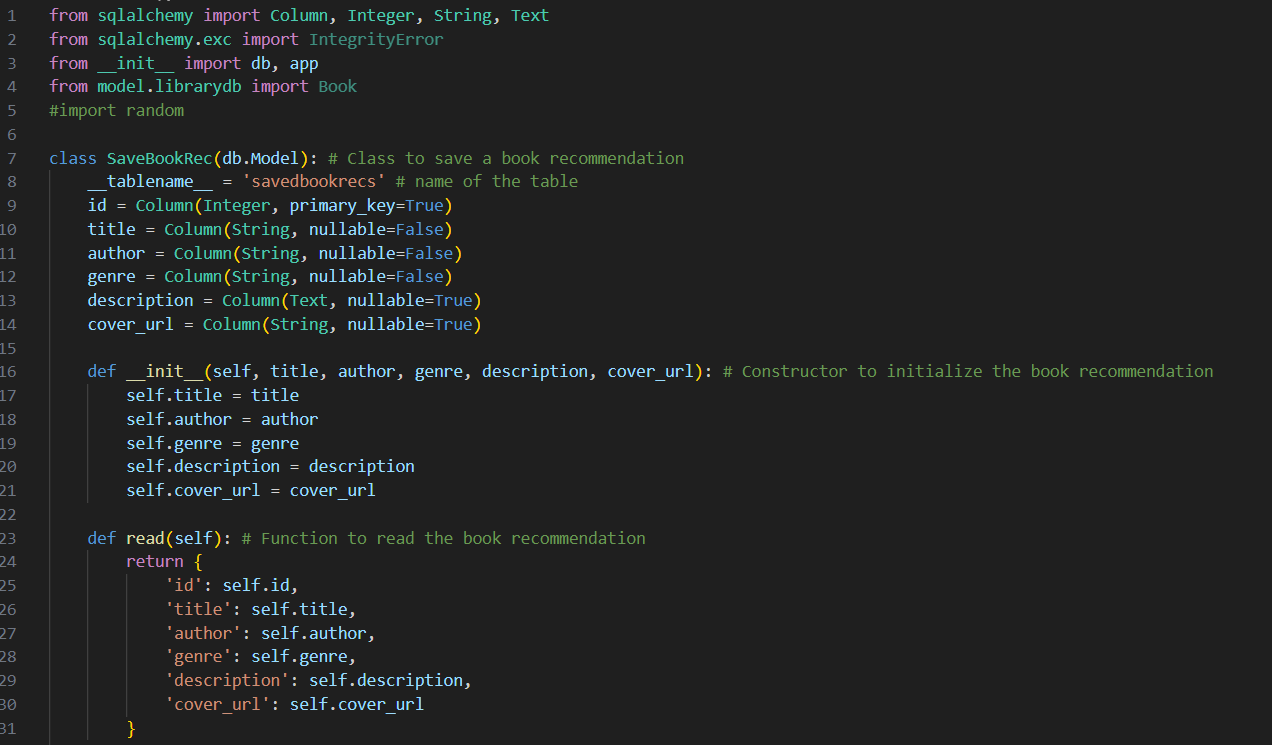 1 from sqlalchemy import Column, Integer, String, Text
2 from sqlalchemy.exc import IntegrityError
3 from __init__ import db, app
4 from model.librarydb import Book
5 #import random
6
7 class SaveBookRec(db.Model): # Class to save a book recommendation
8     __tablename__ = 'savedbookrecs' # name of the table
9     id = Column(Integer, primary_key=True)
10     title = Column(String, nullable=False)
11     author = Column(String, nullable=False)
12     genre = Column(String, nullable=False)
13     description = Column(Text, nullable=True)
14     cover_url = Column(String, nullable=True)
15
16     def __init__(self, title, author, genre, description, cover_url): # Constructor to initialize the book recommendation
17         self.title = title
18         self.author = author
19         self.genre = genre
20         self.description = description
21         self.cover_url = cover_url
22
23     def read(self): # Function to read the book recommendation
24         return {
25             'id': self.id,
26             'title': self.title,
27             'author': self.author,
28             'genre': self.genre,
29             'description': self.description,
30             'cover_url': self.cover_url
31         }